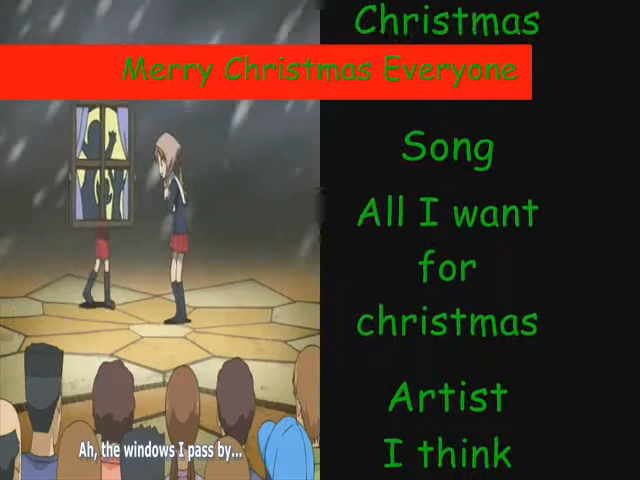 Christmas
Merry Christmas Everyone
Song
All I want
for
christmas
Artist
I think
Ah, the windows I pass by...